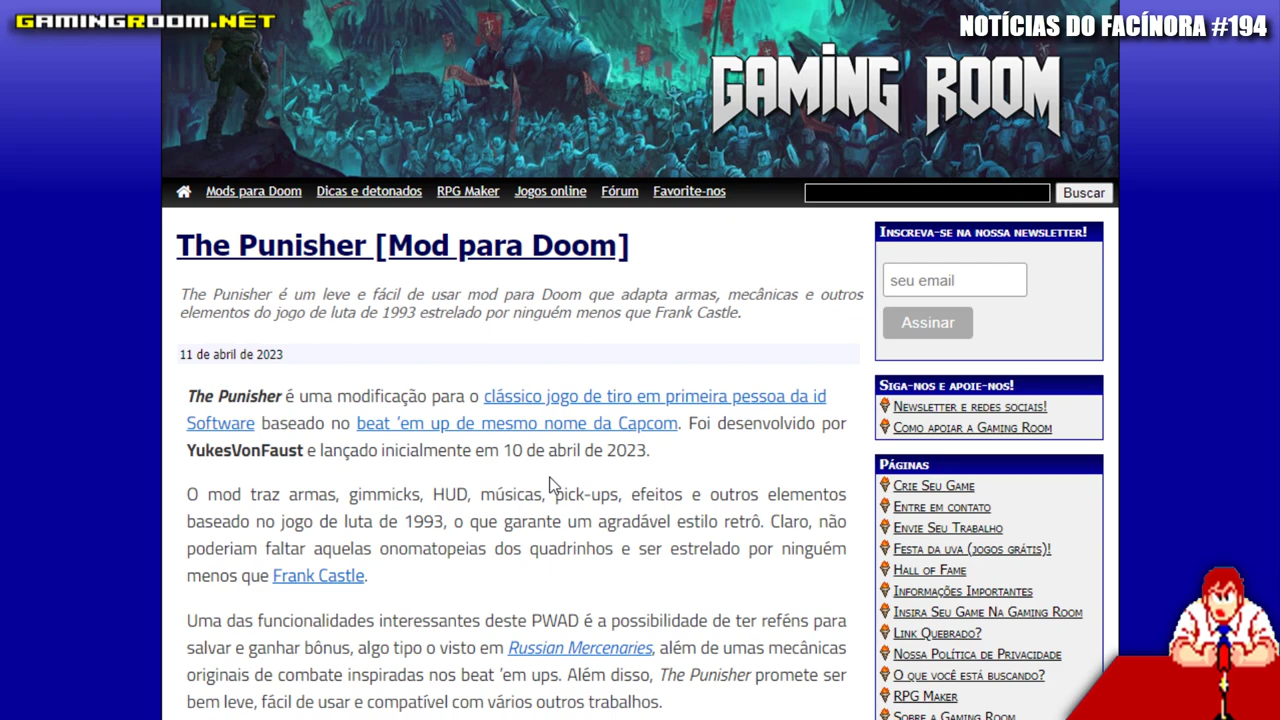 GAMINGROOM.NET
NOTÍCIAS DO FACÍNORA #194
GAMING ROOM
Mods para Doom Dicas e detonados RPG Maker Jogos online Fórum Favorite-nos Buscar
The Punisher [Mod para Doom]
The Punisher é um leve e fácil de usar mod para Doom que adapta armas, mecânicas e outros
elementos do jogo de luta de 1993 estrelado por ninguém menos que Frank Castle.
11 de abril de 2023
The Punisher é uma modificação para o clássico jogo de tiro em primeira pessoa da id
Software baseado no beat 'em up de mesmo nome da Capcom. Foi desenvolvido por
YukesVonFaust e lançado inicialmente em 10 de abril de 2023.
O mod traz armas, gimmicks, HUD, músicas, pick-ups, efeitos e outros elementos
baseado no jogo de luta de 1993, o que garante um agradável estilo retrô. Claro, não
poderiam faltar aquelas onomatopeias dos quadrinhos e ser estrelado por ninguém
menos que Frank Castle.
Uma das funcionalidades interessantes deste PWAD é a possibilidade de ter reféns para
salvar e ganhar bônus, algo tipo o visto em Russian Mercenaries, além de umas mecânicas
originais de combate inspiradas nos beat 'em ups. Além disso, The Punisher promete ser
bem leve, fácil de usar e compatível com vários outros trabalhos.
Inscreva-se na nossa newsletter!
seu email
Assinar
Siga-nos e apoie-nos!
Newsletter e redes sociais!
Como apoiar a Gaming Room
Páginas
Crie Seu Game
Entre em contato
Envie Seu Trabalho
Festa da uva (jogos grátis)!
Hall of Fame
Informações Importantes
Insira Seu Game Na Gaming Room
Link Quebrado?
Nossa Política de Privacidade
O que você está buscando?
RPG Maker
Sobre a Gaming Room